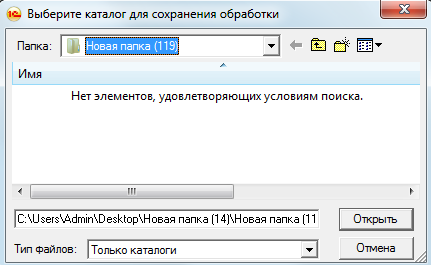 Выберите каталог для сохранения обработки
Папка: Новая папка (119)
Имя
Нет элементов, удовлетворяющих условиям поиска.
C:\Users\Admin\Desktop\Новая папка (14)\Новая папка (11
Открыть
Тип файлов: Только каталоги
Отмена